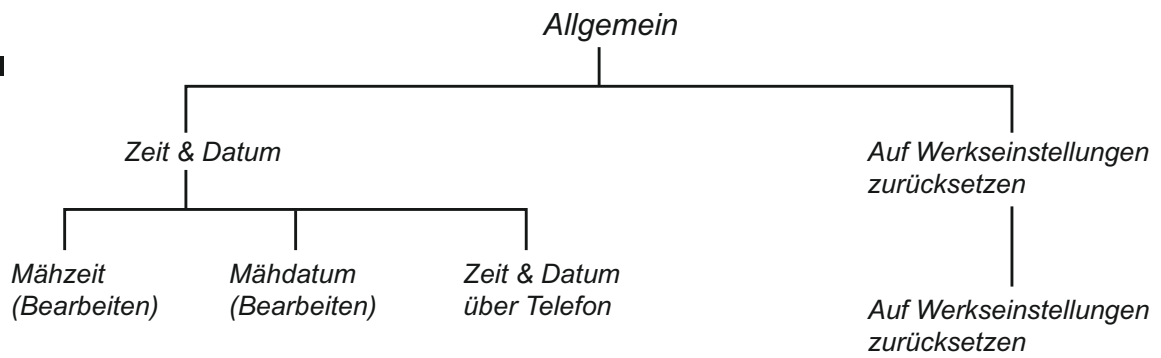 Allgemein
Zeit & Datum
Auf Werkseinstellungen
zurücksetzen
Mähzeit
(Bearbeiten)
Mähdatum
(Bearbeiten)
Zeit & Datum
über Telefon
Auf Werkseinstellungen
zurücksetzen